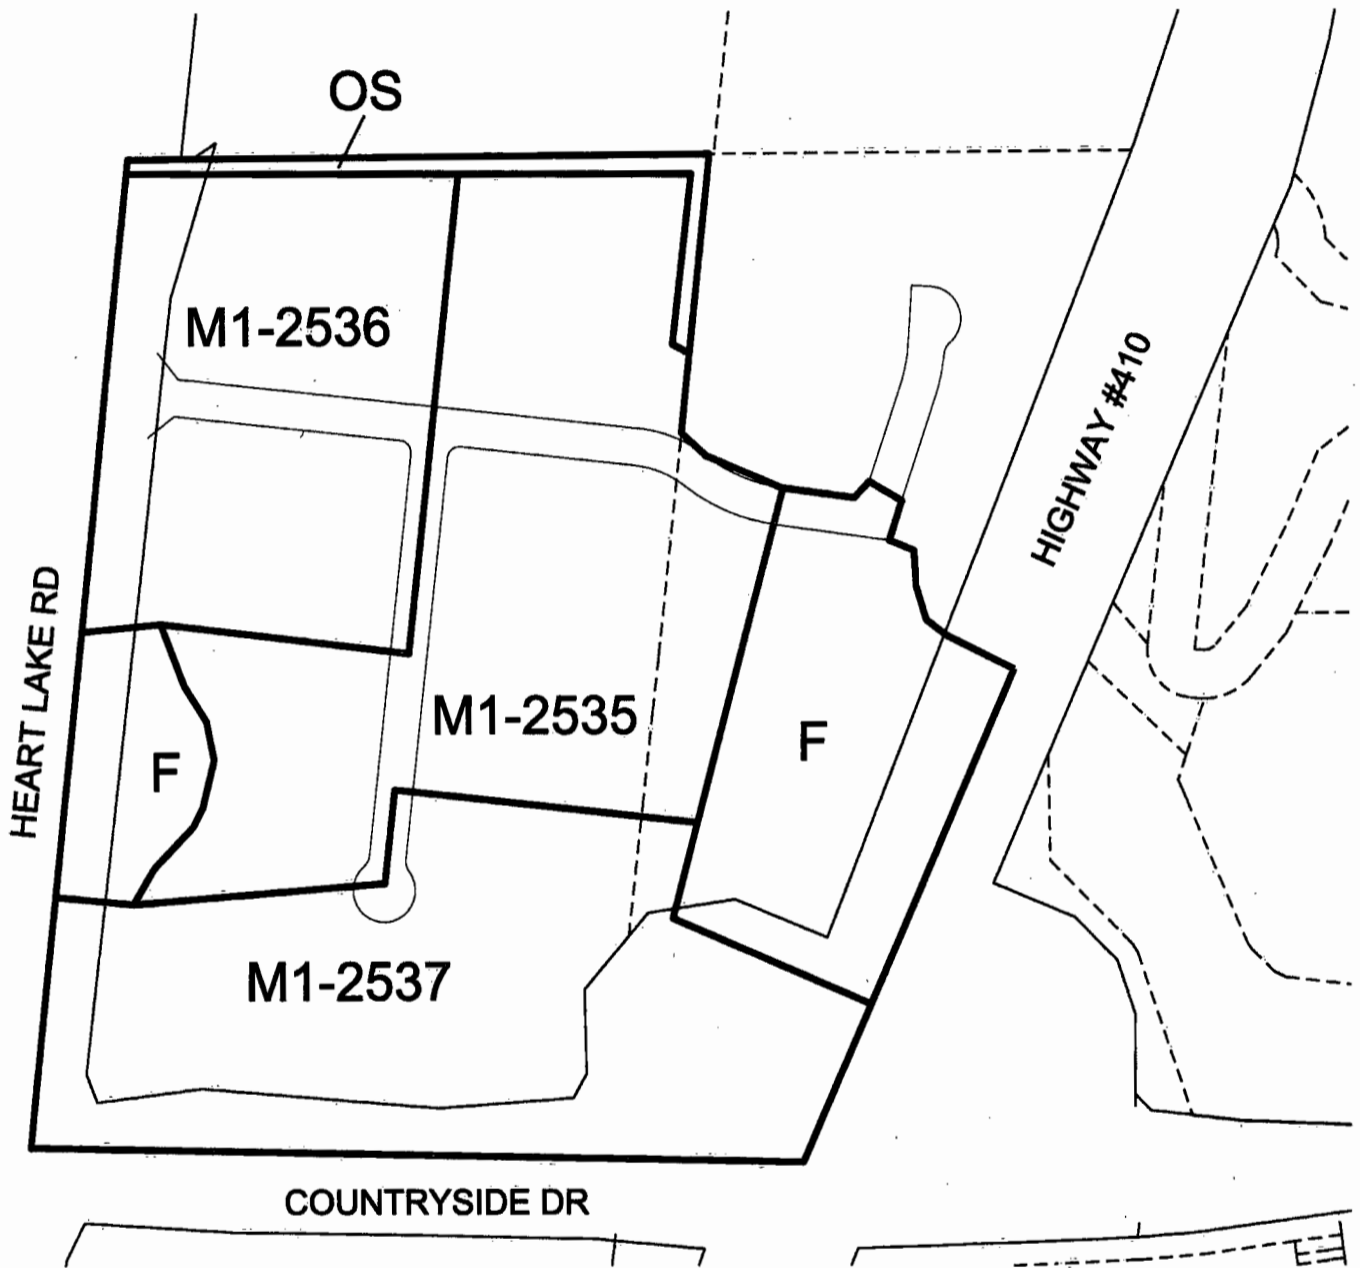 OS
M1-2536
HIGHWAY #410
HEART LAKE RD
M1-2535
F
F
M1-2537
COUNTRYSIDE DR